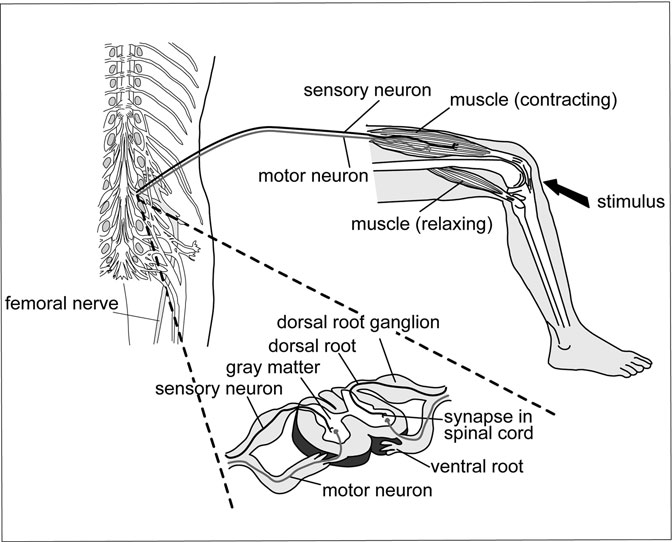 sensory neuron
muscle (contracting)
motor neuron
stimulus
muscle (relaxing)
femoral nerve
dorsal root ganglion
dorsal root
gray matter
sensory neuron
synapse in
spinal cord
ventral root
motor neuron